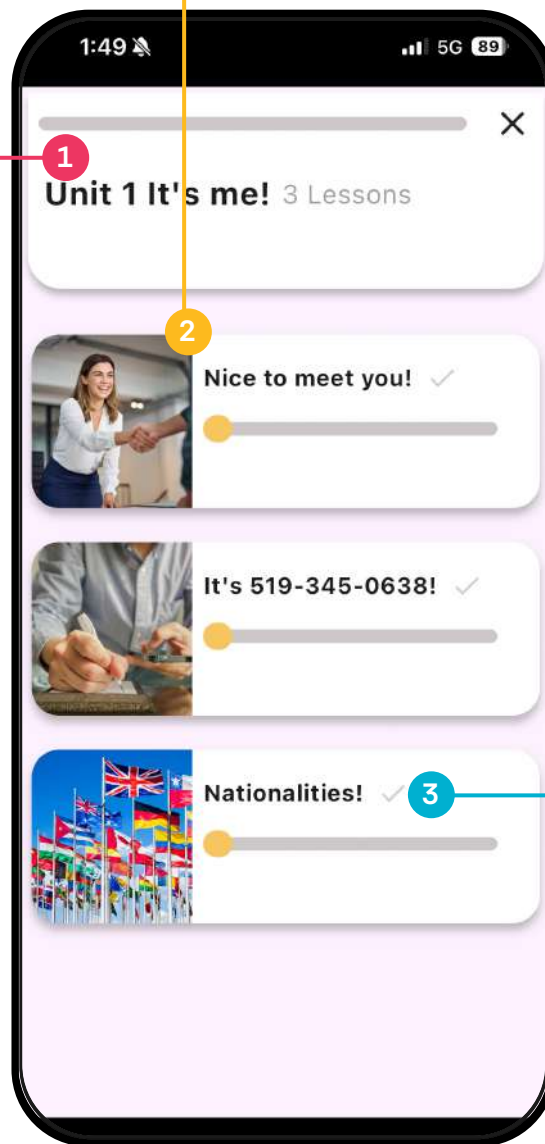 1:49 5G 89
1
Unit 1 It's me! 3 Lessons
2
Nice to meet you!
It's 519-345-0638!
Nationalities! 3